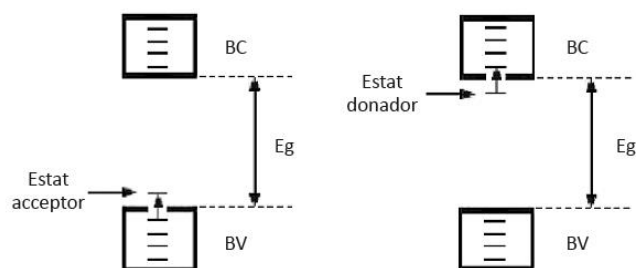 BC
Eg
Estat
acceptor
BV
BC
Estat
donador
Eg
BV